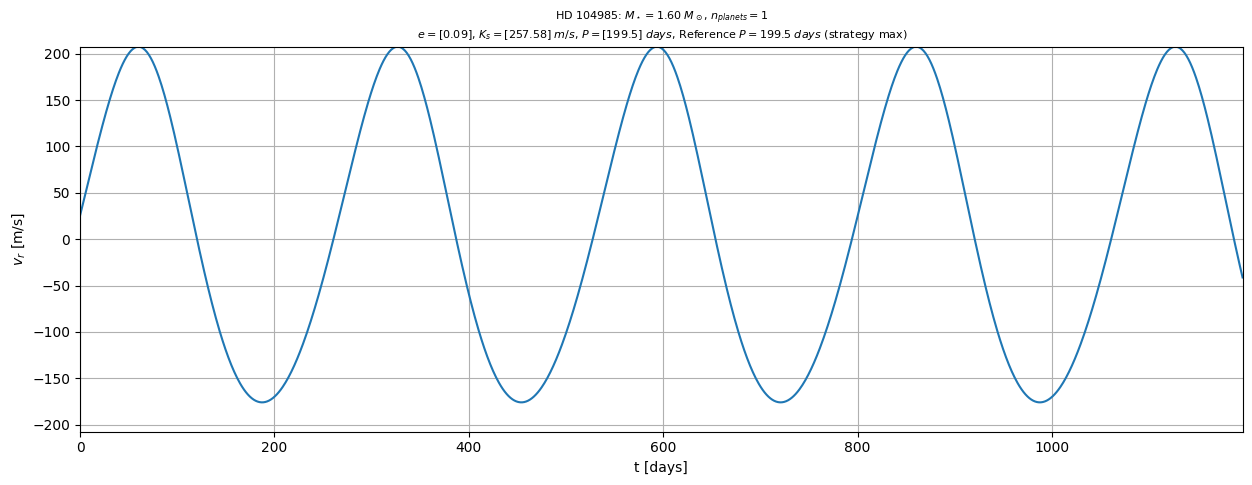 HD 104985: $M_⋆ = 1.60 M_⊙, n_{planets} = 1$
e = [0.09], K_s = [257.58] m/s, P = [199.5] days, Reference P = 199.5 days (strategy max)
v_r [m/s]
200
150
100
50
0
−50
−100
−150
−200
0 200 400 600 800 1000
t [days]